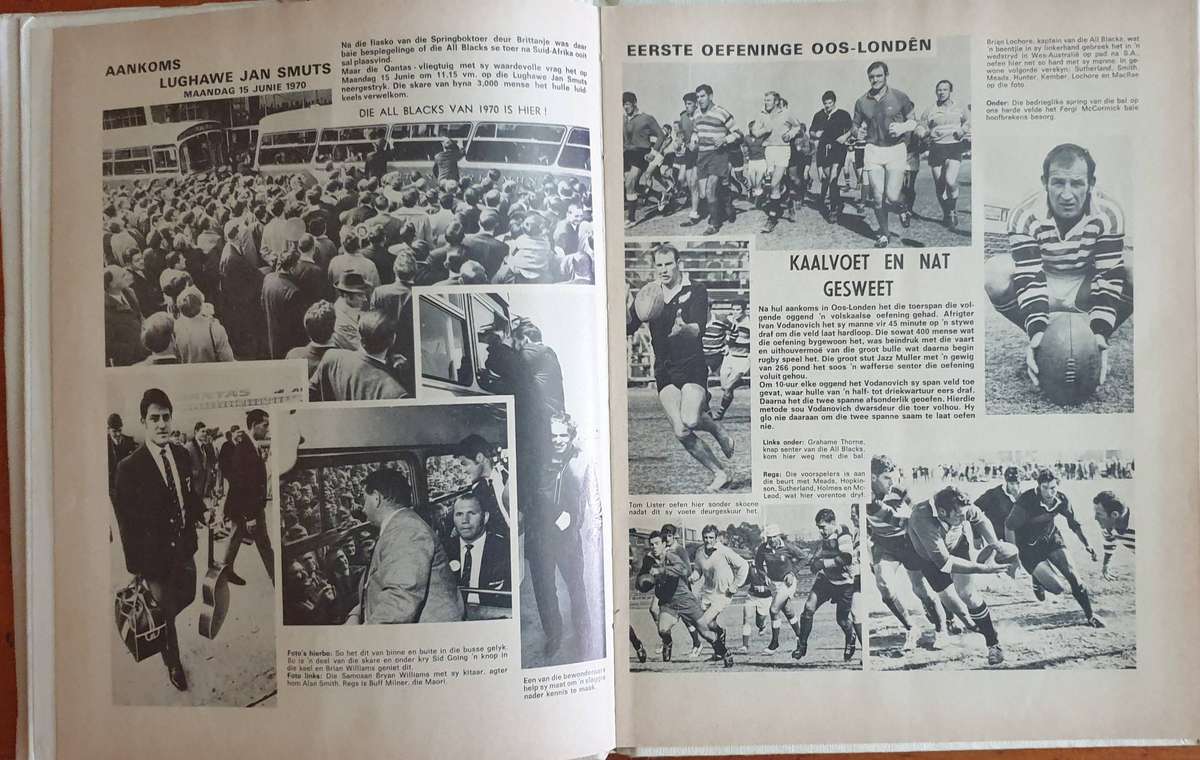 AANKOMS
LUGHAWE JAN SMUTS
MAANDAG 15 JUNIE 1970
Na die fiasko van die Springboktoer deur Brittanje was daar
baie bespiegelinge of die All Blacks se toer na Suid-Afrika ooit
sal plaasvind.
Maar die Qantas-vliegtuig met sy waardevolle vrag het op
Maandag 15 Junie om 11.15 vm. op die Lughawe Jan Smuts
neergestryk. Die skare van byna 3,000 mense het hulle luid-
keels verwelkom.
DIE ALL BLACKS VAN 1970 IS HIER!
Foto's hierbo: So het dit van binne en buite in die busse gelyk.
Bo is 'n deel van die skare en onder kry Sid Going 'n knop in
die keel en Brian Williams geniet dit.
Foto links: Die Samoaan Bryan Williams met sy kitaar, agter
hom Alan Smith. Regs is Buff Milner, die Maori.
Een van die bewonderaars
help sy maat om 'n slaggie
nader kennis te maak.
EERSTE OEFENINGE OOS-LONDÊN
Brian Lochore, kaptein van die All Blacks, wat
'n beentjie in sy linkerhand gebreek het in 'n
wedstryd in Wes-Australië op pad na S.A.,
oefen hier net so hard met sy manne. In ge-
wone volgorde verskyn: Sutherland, Smith,
Meads, Hunter, Kember, Lochore en MacRae
op die foto.
Onder: Die bedrieglike spring van die bal op
ons harde velde het Fergi McCormick baie
hoofbrakens besorg.
KAALVOET EN NAT
GESWEET
Na hul aankoms in Oos-Londen het die toerspan die vol-
gende oggend 'n volskaalse oefening gehad. Afrigter
Ivan Vodanovich het sy manne vir 45 minute op 'n stywe
draf om die veld laat hardloop. Die sowat 400 mense wat
die oefening bygewoon het, was beindruk met die vaart
en uithouvermoë van die groot bulle wat daarna begin
rugby speel het. Die groot stut Jazz Muller met 'n gewig
van 266 pond het soos 'n wafferse sentor die oefening
voluit gehou.
Om 10-uur elke oggend het Vodanovich sy span veld toe
gevat, waar hulle van 'n half- tot driekwartuur eers draf.
Daarna het die twee spanne afsonderlik geoefen. Hierdie
metode sou Vodanovich dwarsdeur die toer volhou. Hy
glo nie daaraan om die twee spanne saam te laat oefen
nie.
Links onder: Grahame Thorne,
knap senter van die All Blacks,
kom hier weg met die bal.
Regs: Die voorspelers is aan
die beurt met Meads, Hopkin-
son, Sutherland, Holmes en Mc-
Leod, wat hier vorentoe dryf.
Tom Lister oefen hier sonder skoene
nadat dit sy voete deurgeskuur het.